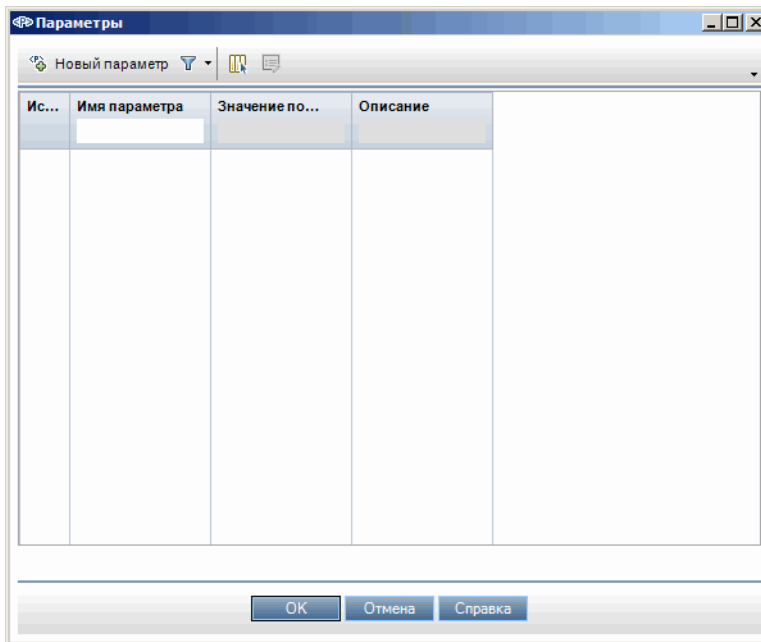 Параметры
Новый параметр
Ис... Имя параметра Значение по... Описание
OK Отмена Справка